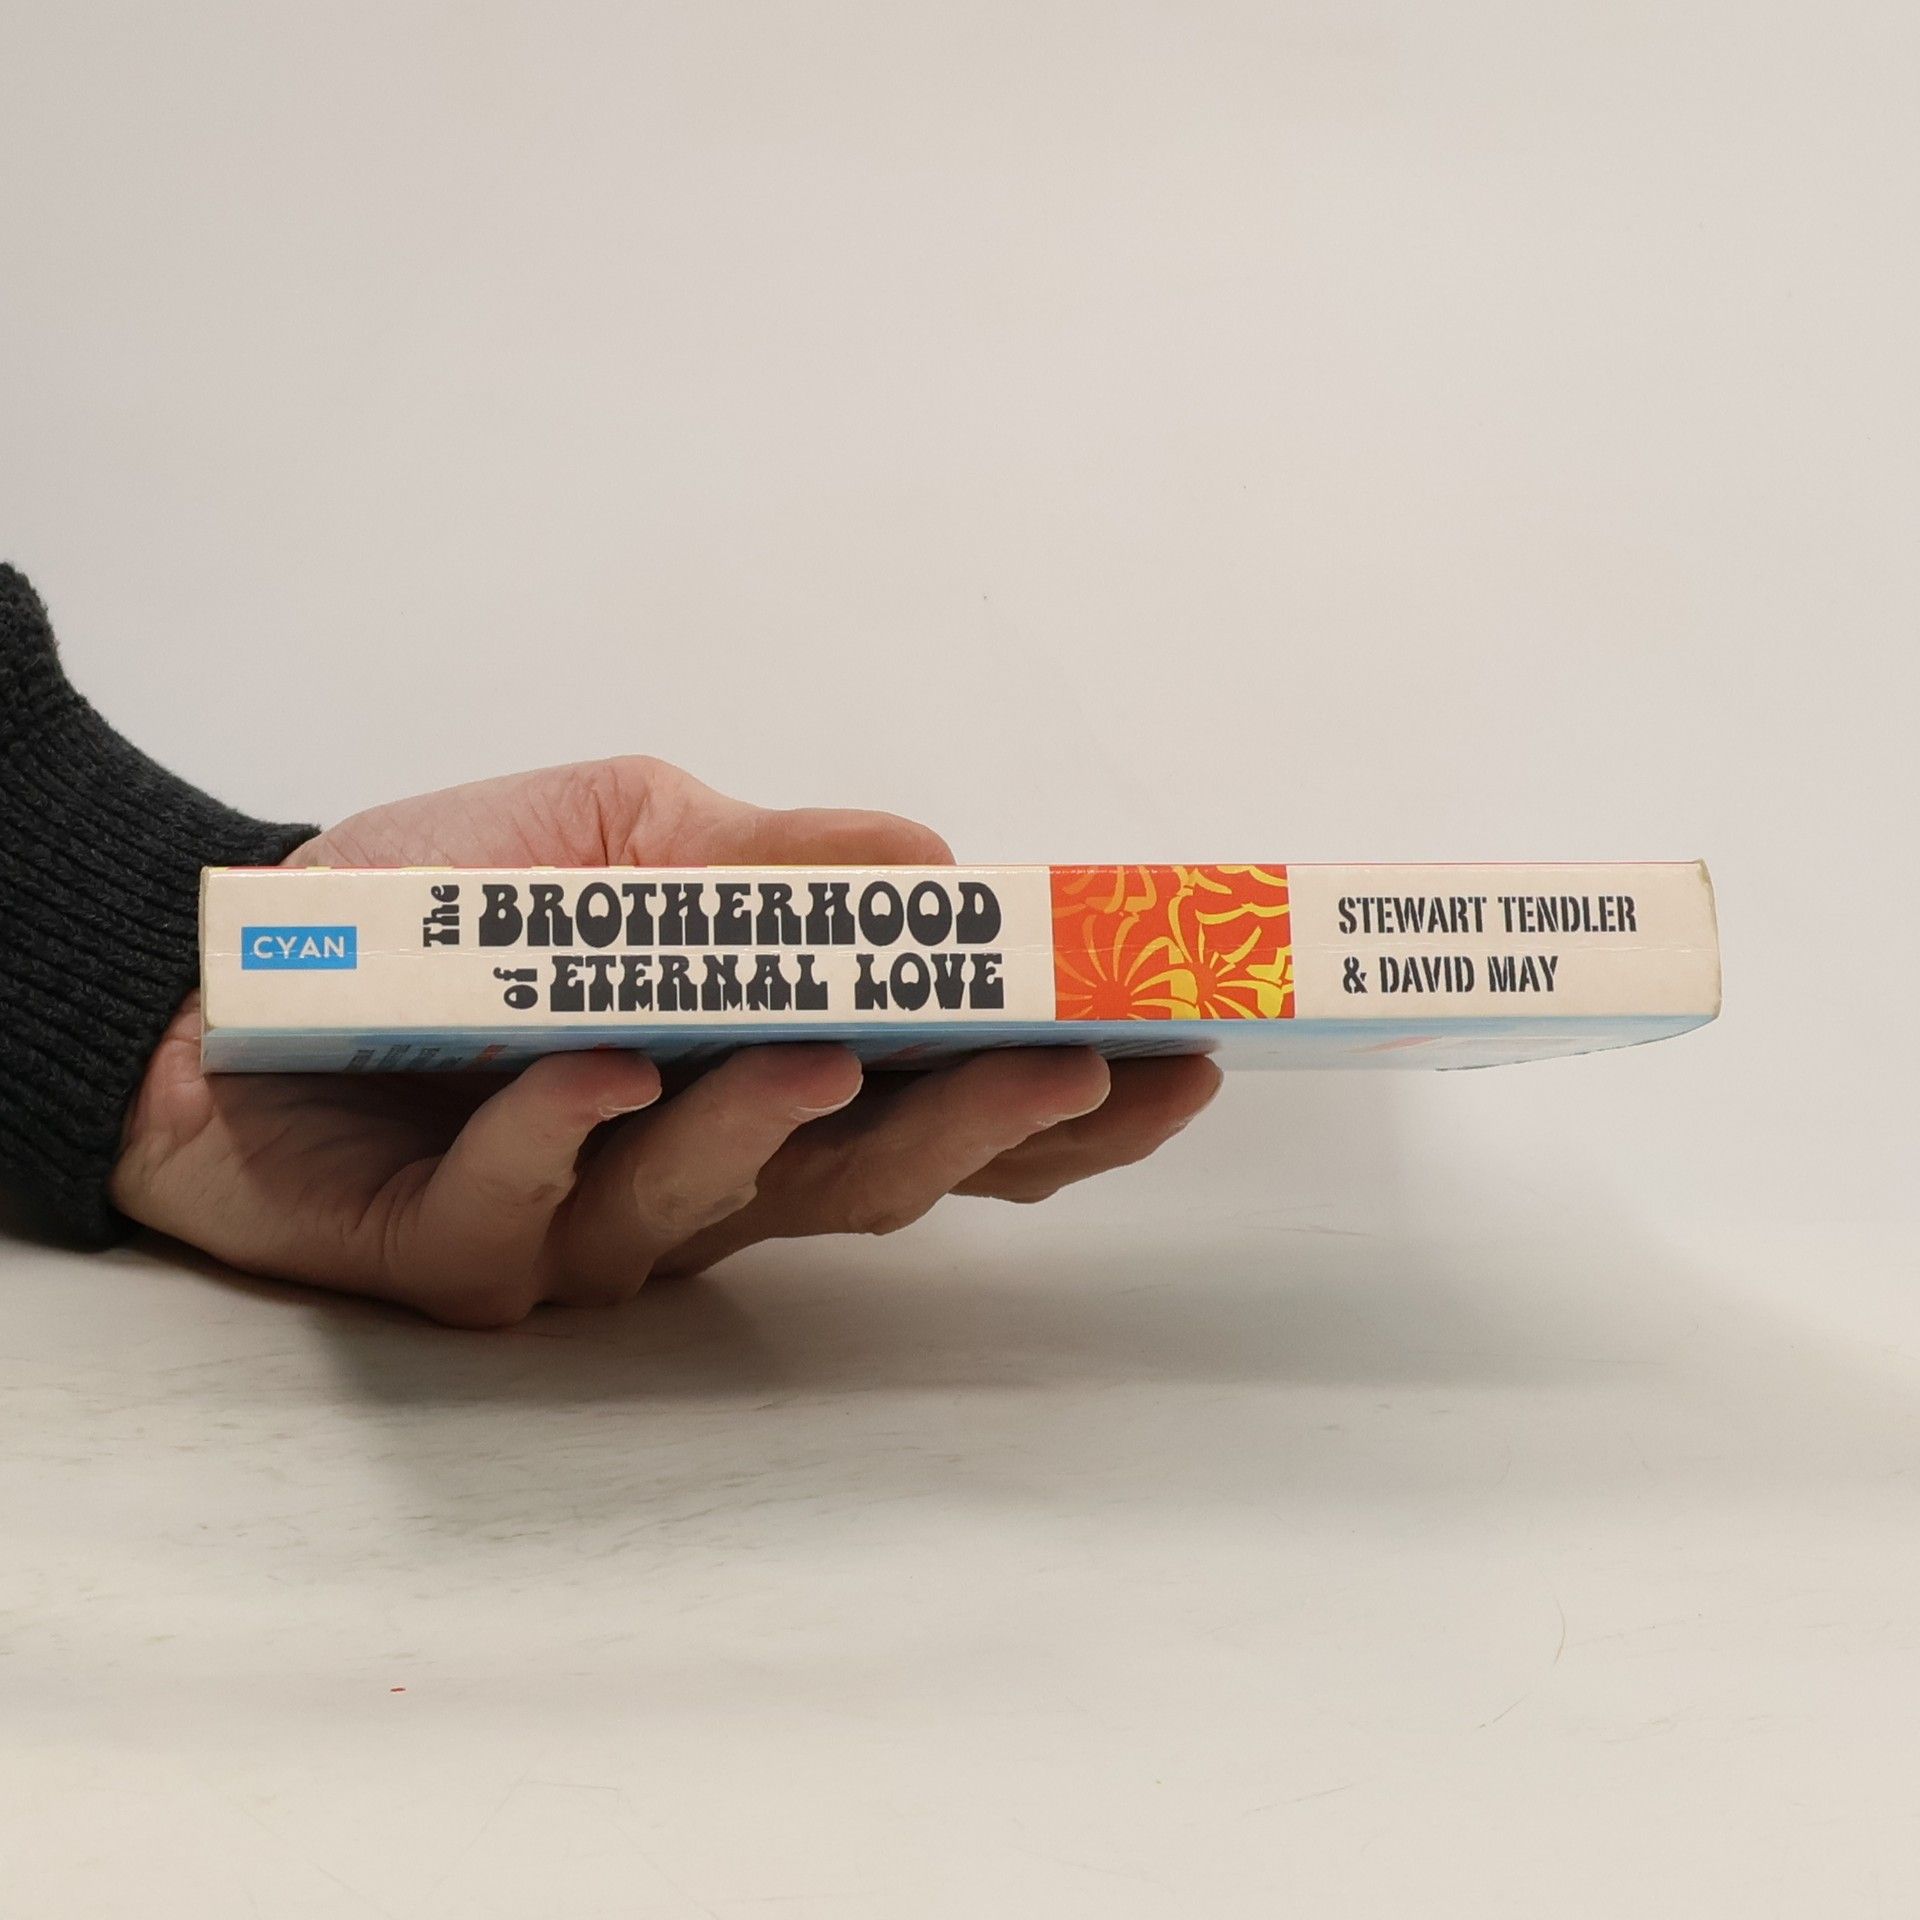 CYAN
The BROTHERHOOD
of ETERNAL LOVE
STEWART TENDLER
& DAVID MAY